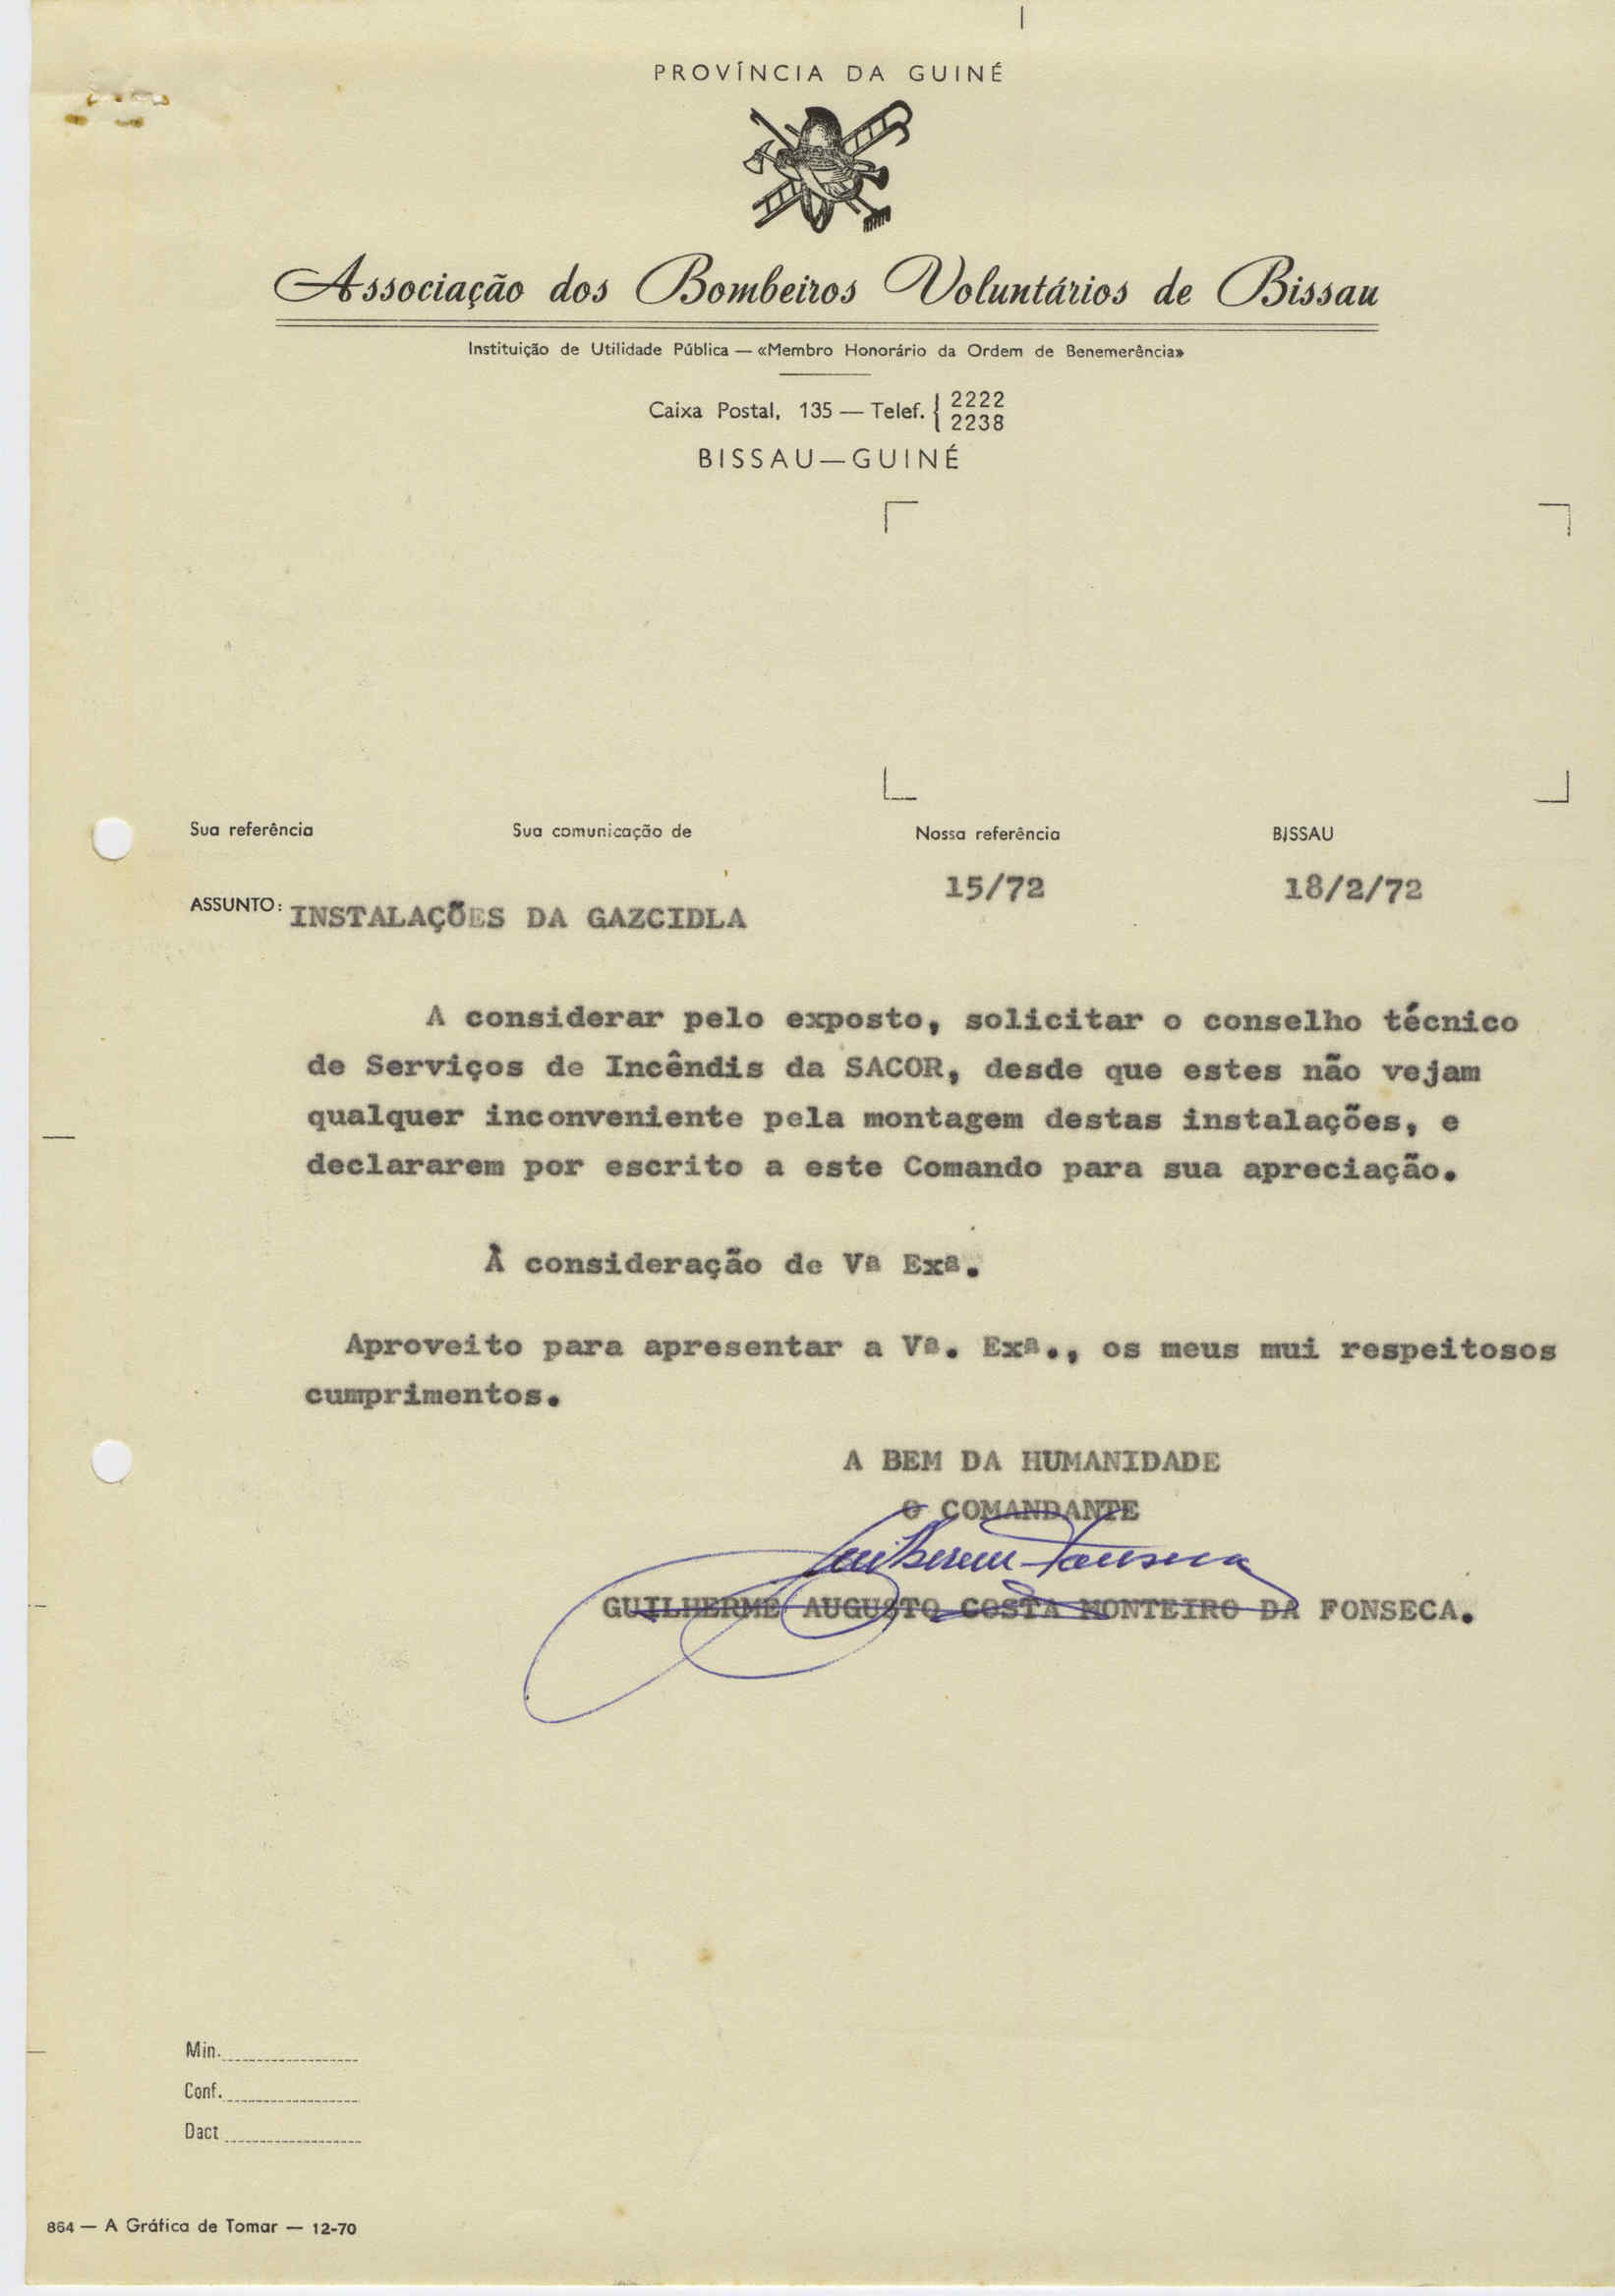 PROVÍNCIA DA GUINÉ
Associação dos Bombeiros Voluntários de Bissau
Instituição de Utilidade Pública — «Membro Honorário da Ordem de Benemerência»
Caixa Postal, 135 — Telef. { 2222
2238
BISSAU—GUINÉ
Sua referência Sua comunicação de Nossa referência BISSAU
15/72 18/2/72
ASSUNTO: INSTALAÇÕES DA GAZCIDLA
A considerar pelo exposto, solicitar o conselho técnico
de Serviços de Incêndis da SACOR, desde que estes não vejam
qualquer inconveniente pela montagem destas instalações, e
declararem por escrito a este Comando para sua apreciação.
À consideração de Vª Exª.
Aproveito para apresentar a Vª. Exª., os meus mui respeitosos
cumprimentos.
A BEM DA HUMANIDADE
O COMANDANTE
Guilherme Fonseca
GUILHERME AUGUSTO COSTA MONTEIRO DA FONSECA.
Min.
Conf.
Dact
864 — A Gráfica de Tomar — 12-70